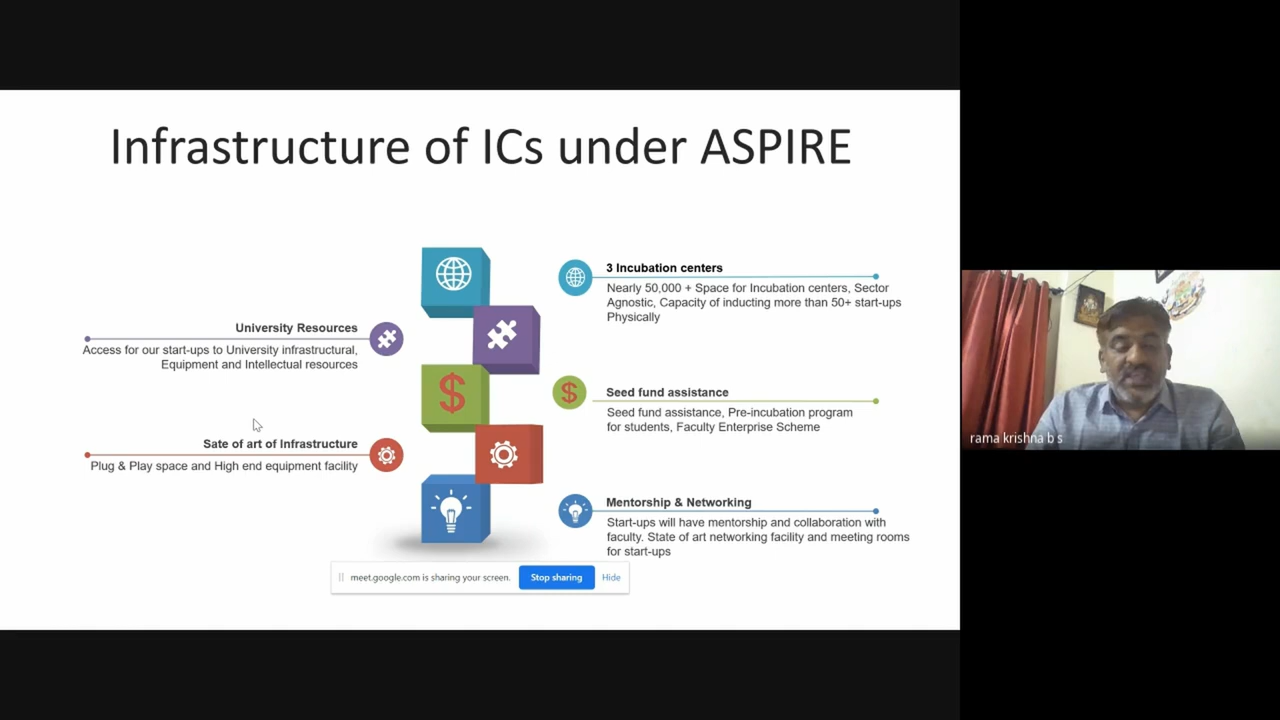 Infrastructure of ICs under ASPIRE
3 Incubation centers
Nearly 50,000 + Space for Incubation centers, Sector
Agnostic, Capacity of inducting more than 50+ start-ups
Physically
University Resources
Access for our start-ups to University infrastructural,
Equipment and Intellectual resources
Seed fund assistance
Seed fund assistance, Pre-incubation program
for students, Faculty Enterprise Scheme
Sate of art of Infrastructure
Plug & Play space and High end equipment facility
Mentorship & Networking
Start-ups will have mentorship and collaboration with
faculty. State of art networking facility and meeting rooms
for start-ups
meet.google.com is sharing your screen. Stop sharing Hide
rama krishna b s